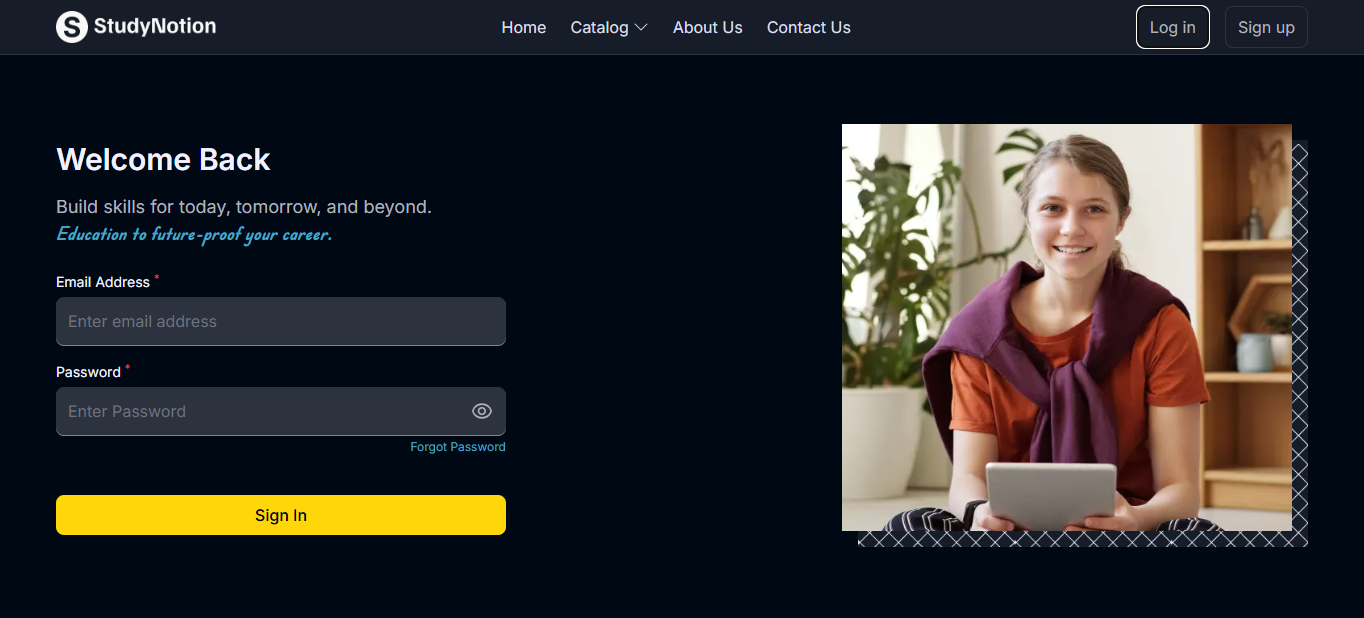 S StudyNotion
Home Catalog About Us Contact Us
Log in Sign up
Welcome Back
Build skills for today, tomorrow, and beyond.
Education to future-proof your career.
Email Address *
Enter email address
Password *
Enter Password
Forgot Password
Sign In